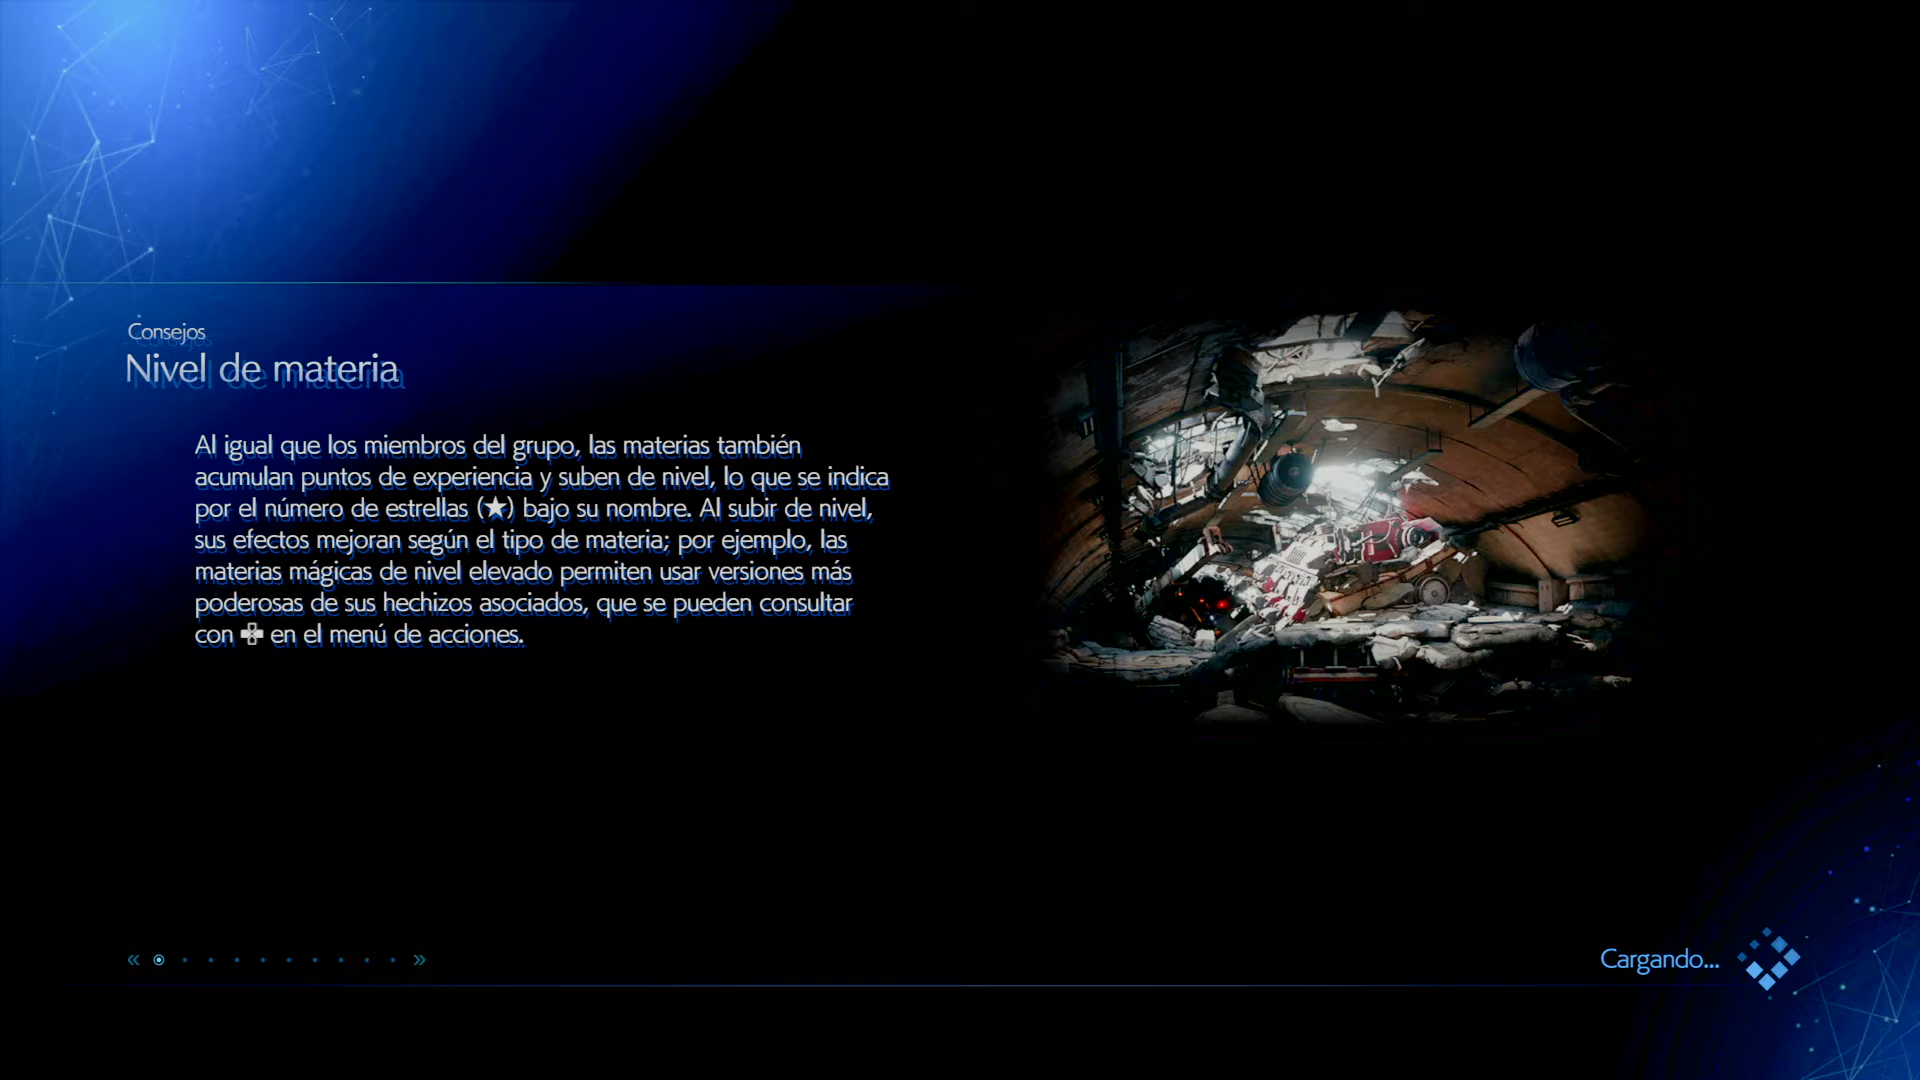 Consejos
Nivel de materia
Al igual que los miembros del grupo, las materias también
acumulan puntos de experiencia y suben de nivel, lo que se indica
por el número de estrellas (★) bajo su nombre. Al subir de nivel,
sus efectos mejoran según el tipo de materia; por ejemplo, las
materias mágicas de nivel elevado permiten usar versiones más
poderosas de sus hechizos asociados, que se pueden consultar
con en el menú de acciones.
Cargando...